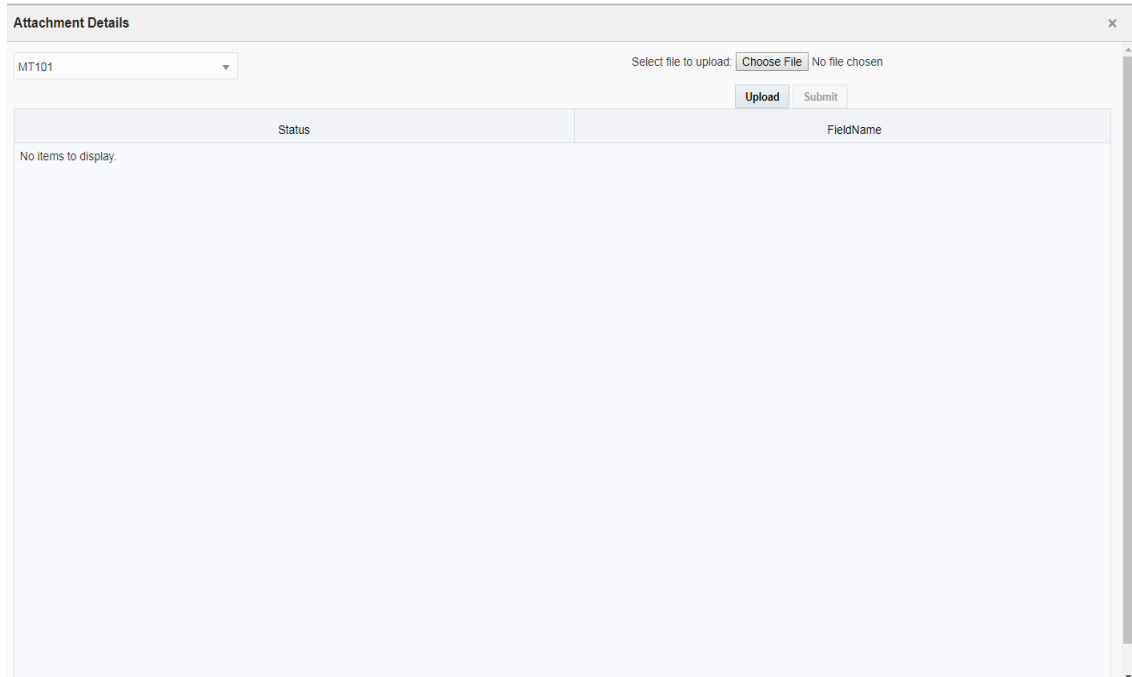 Attachment Details
MT101
Select file to upload: Choose File No file chosen
Upload Submit
Status FieldName
No items to display.